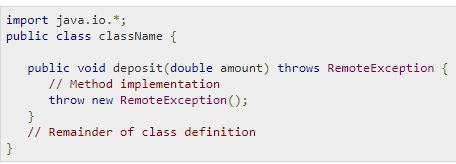 import java.io.*;
public class className {
public void deposit(double amount) throws RemoteException {
// Method implementation
throw new RemoteException();
}
// Remainder of class definition
}